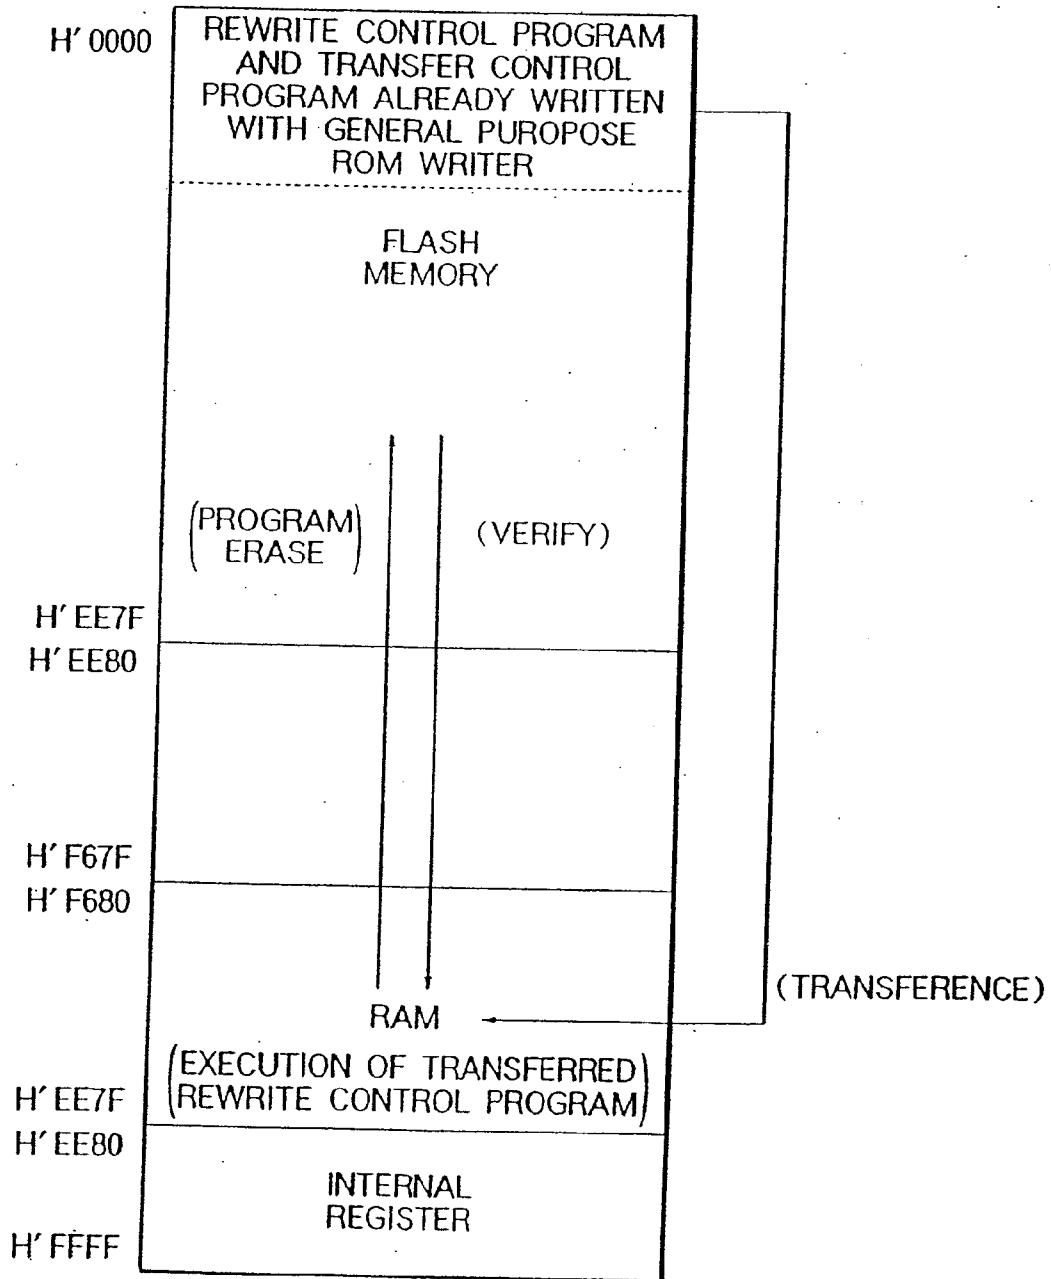 H' 0000
REWRITE CONTROL PROGRAM
AND TRANSFER CONTROL
PROGRAM ALREADY WRITTEN
WITH GENERAL PUROPOSE
ROM WRITER
FLASH
MEMORY
(PROGRAM
ERASE)
(VERIFY)
H' EE7F
H' EE80
H' F67F
H' F680
(TRANSFERENCE)
RAM
(EXECUTION OF TRANSFERRED
REWRITE CONTROL PROGRAM)
H' EE7F
H' EE80
INTERNAL
REGISTER
H' FFFF